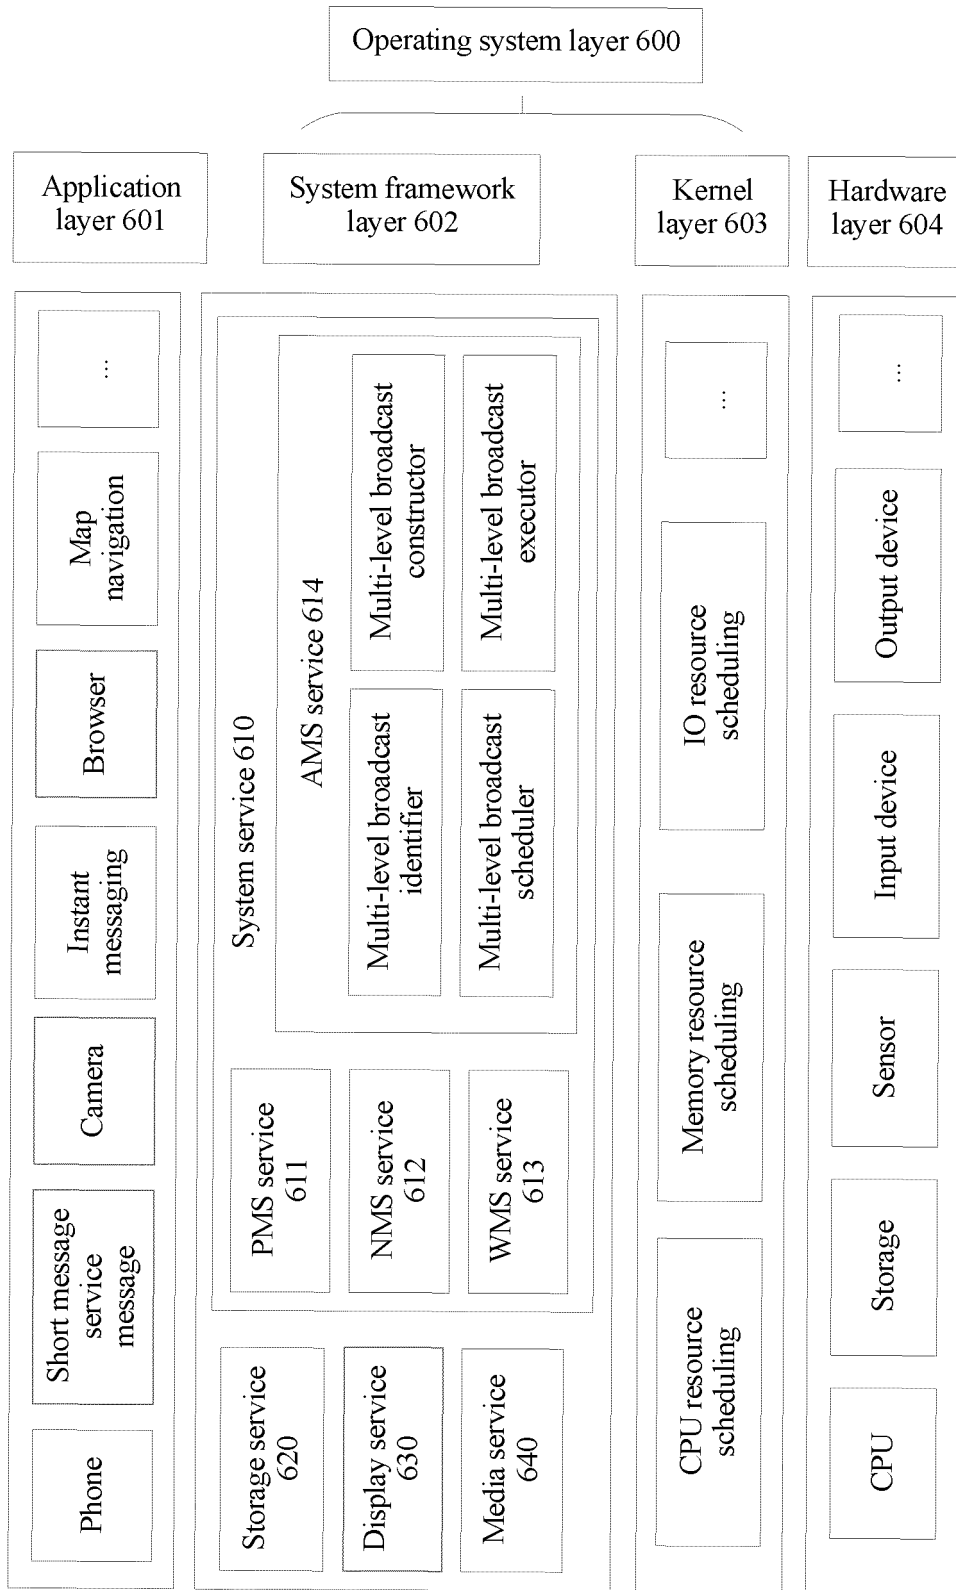 Operating system layer 600
Application
layer 601
System framework
layer 602
Kernel
layer 603
Hardware
layer 604
Phone
Short message
service
message
Camera
Instant
messaging
Browser
Map
navigation
...
Storage service
620
Display service
630
Media service
640
System service 610
PMS service
611
NMS service
612
WMS service
613
AMS service 614
Multi-level broadcast
identifier
Multi-level broadcast
constructor
Multi-level broadcast
scheduler
Multi-level broadcast
executor
CPU resource
scheduling
Memory resource
scheduling
IO resource
scheduling
...
CPU
Storage
Sensor
Input device
Output device
...